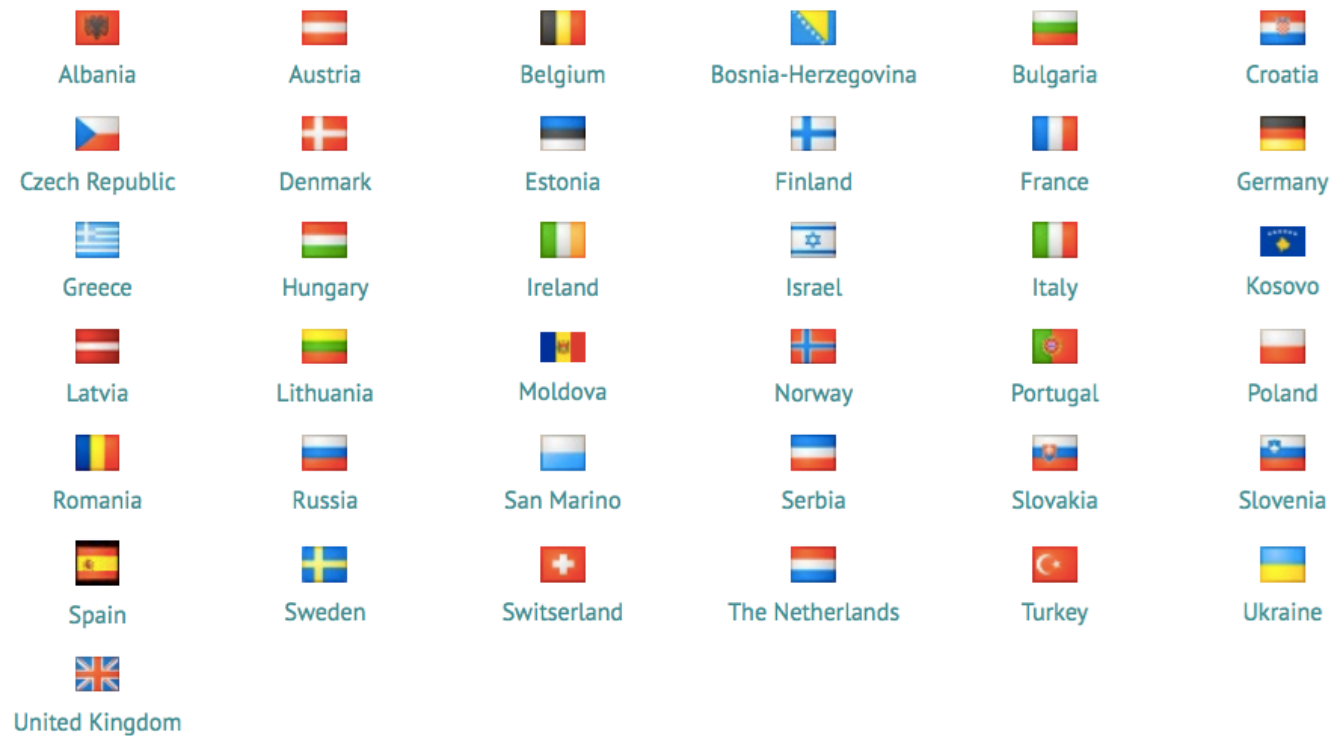 Albania Austria Belgium Bosnia-Herzegovina Bulgaria Croatia
Czech Republic Denmark Estonia Finland France Germany
Greece Hungary Ireland Israel Italy Kosovo
Latvia Lithuania Moldova Norway Portugal Poland
Romania Russia San Marino Serbia Slovakia Slovenia
Spain Sweden Switserland The Netherlands Turkey Ukraine
United Kingdom